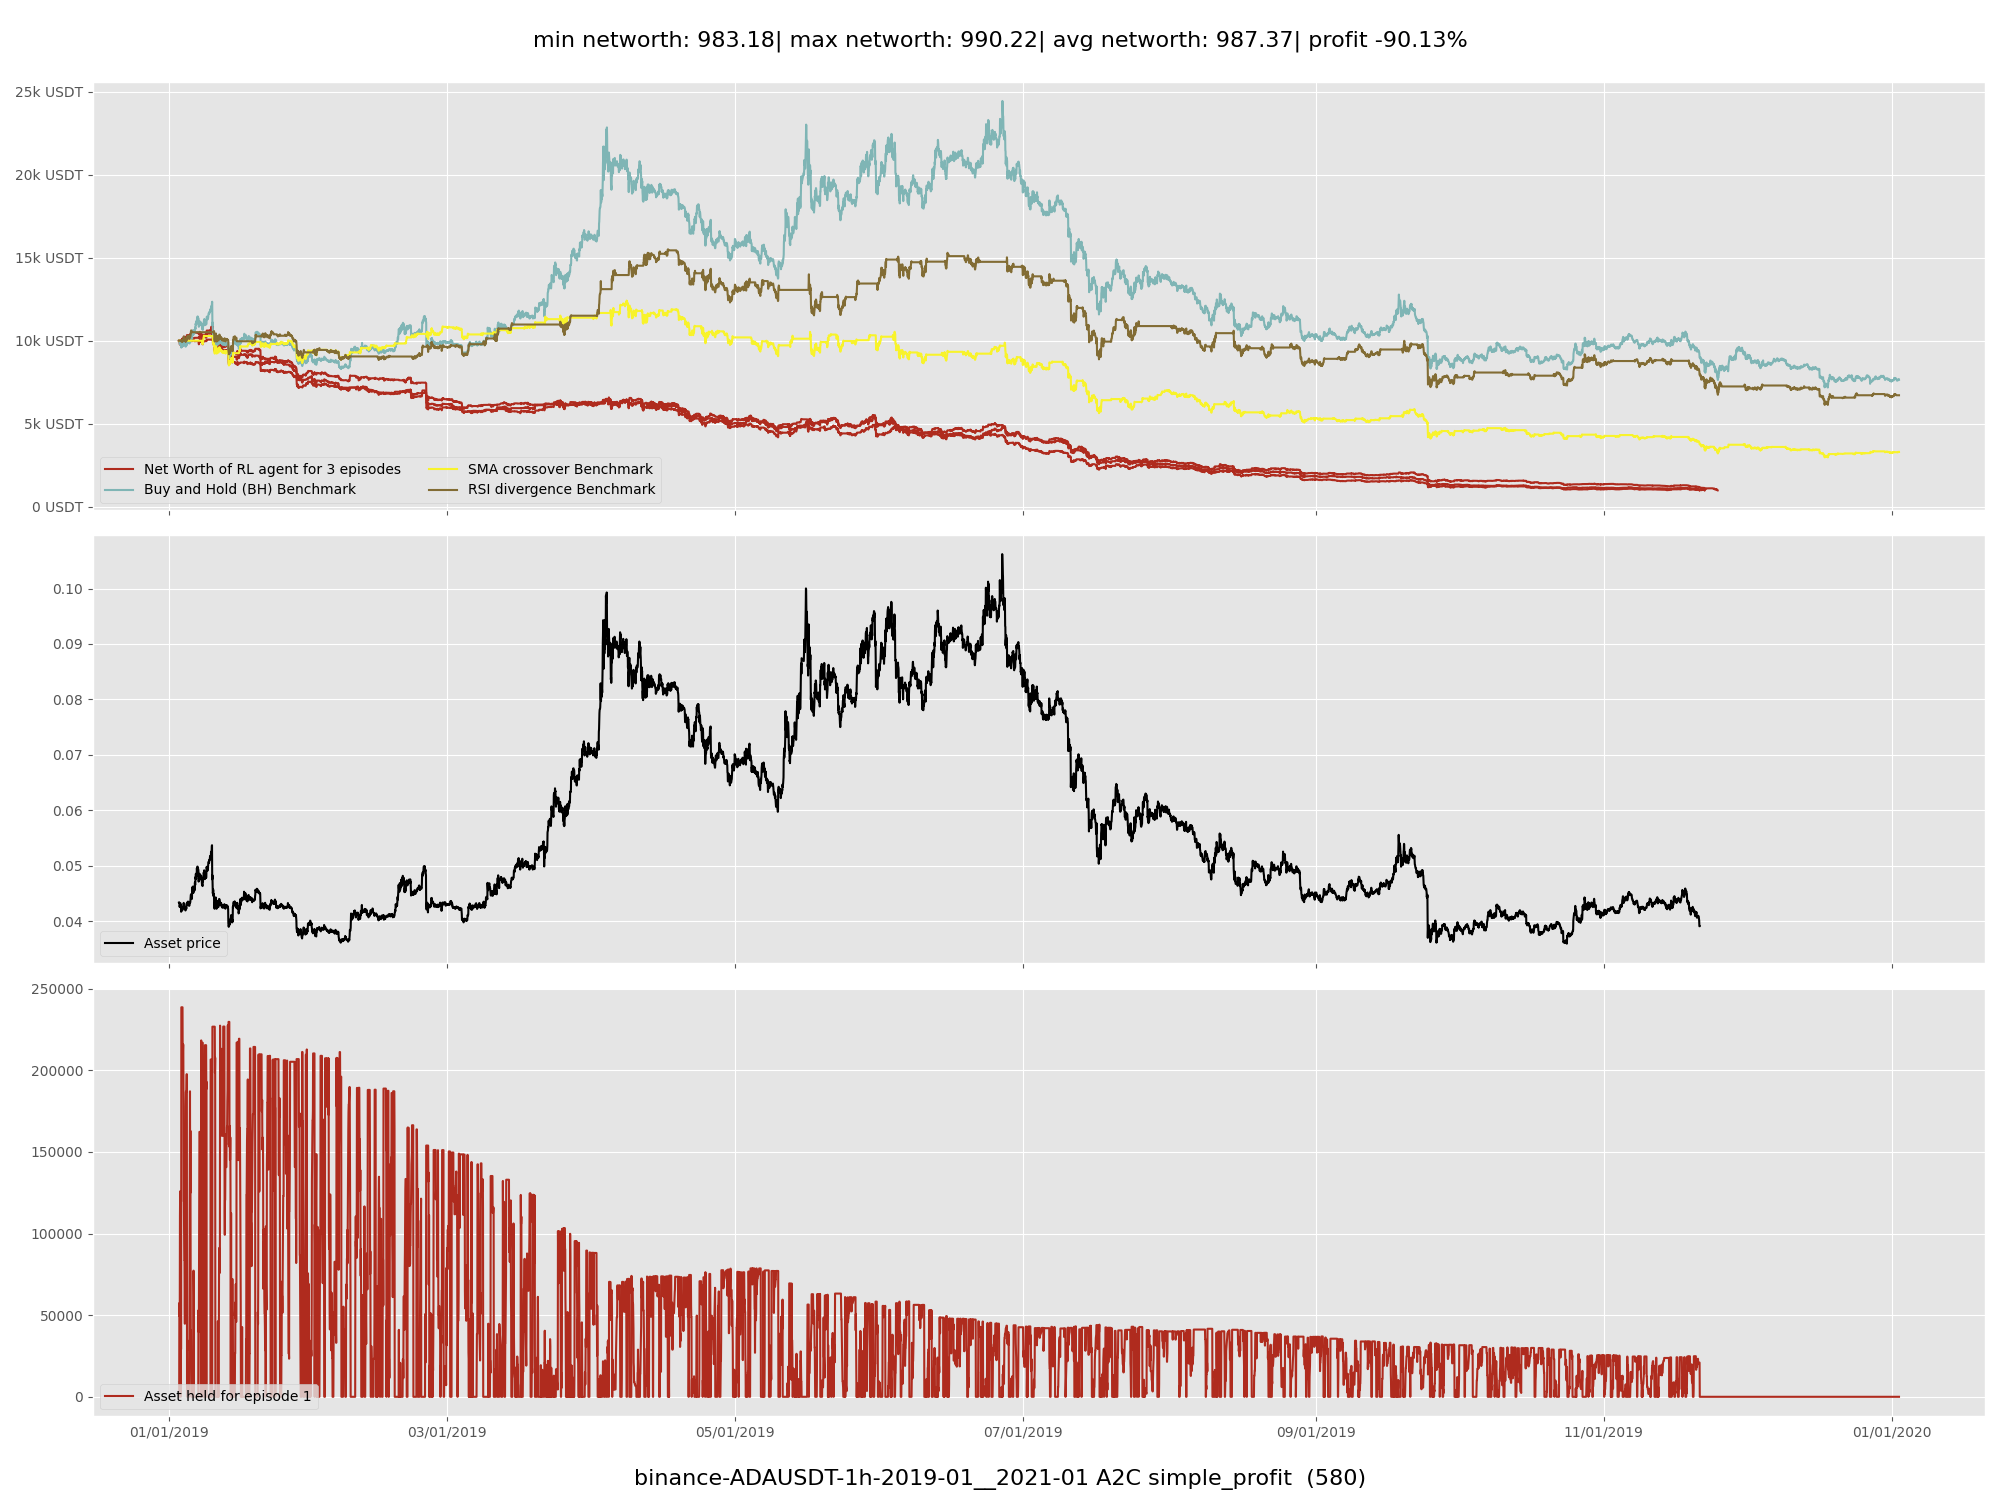 min networth: 983.18| max networth: 990.22| avg networth: 987.37| profit -90.13%
25k USDT
20k USDT
15k USDT
10k USDT
5k USDT
0 USDT
Net Worth of RL agent for 3 episodes
Buy and Hold (BH) Benchmark
SMA crossover Benchmark
RSI divergence Benchmark
0.10
0.09
0.08
0.07
0.06
0.05
0.04
Asset price
250000
200000
150000
100000
50000
0
Asset held for episode 1
01/01/2019 03/01/2019 05/01/2019 07/01/2019 09/01/2019 11/01/2019 01/01/2020
binance-ADAUSDT-1h-2019-01__2021-01 A2C simple_profit (580)